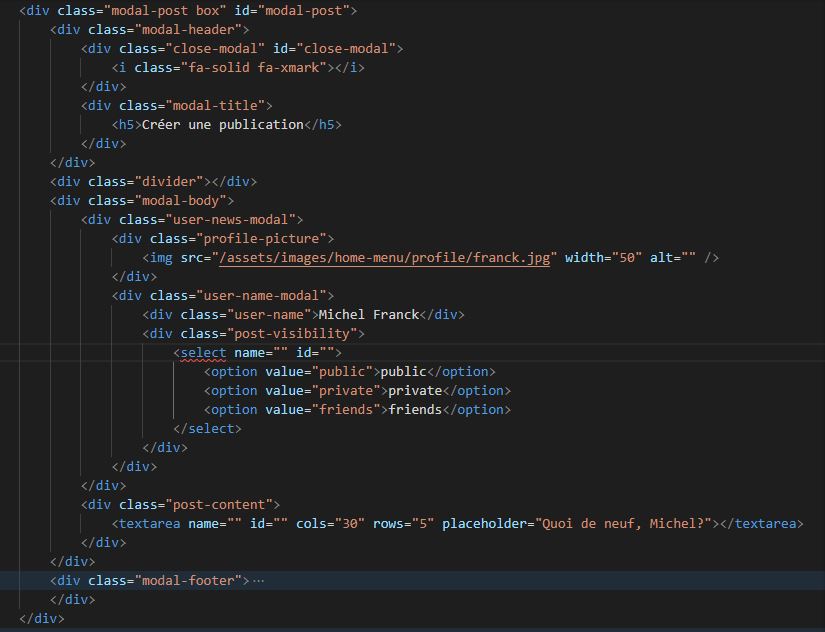 <div class="modal-post box" id="modal-post">
<div class="modal-header">
<div class="close-modal" id="close-modal">
<i class="fa-solid fa-xmark"></i>
</div>
<div class="modal-title">
<h5>Créer une publication</h5>
</div>
</div>
<div class="divider"></div>
<div class="modal-body">
<div class="user-news-modal">
<div class="profile-picture">
<img src="/assets/images/home-menu/profile/franck.jpg" width="50" alt="" />
</div>
<div class="user-name-modal">
<div class="user-name">Michel Franck</div>
<div class="post-visibility">
<select name="" id="">
<option value="public">public</option>
<option value="private">private</option>
<option value="friends">friends</option>
</select>
</div>
</div>
</div>
<div class="post-content">
<textarea name="" id="" cols="30" rows="5" placeholder="Quoi de neuf, Michel?"></textarea>
</div>
</div>
<div class="modal-footer">···
</div>
</div>